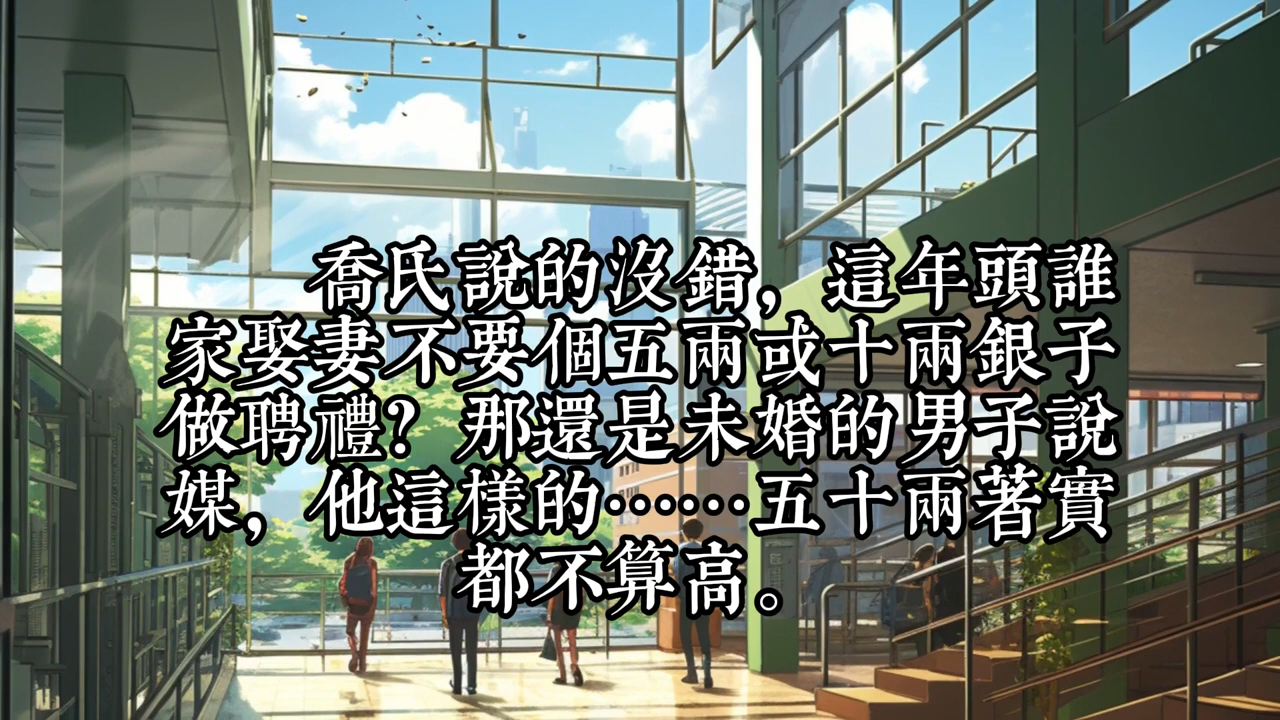 喬氏說的沒錯，這年頭誰
家娶妻不要個五兩或十兩銀子
做聘禮？那還是未婚的男子說
媒，他這樣的……五十兩著實
都不算高。